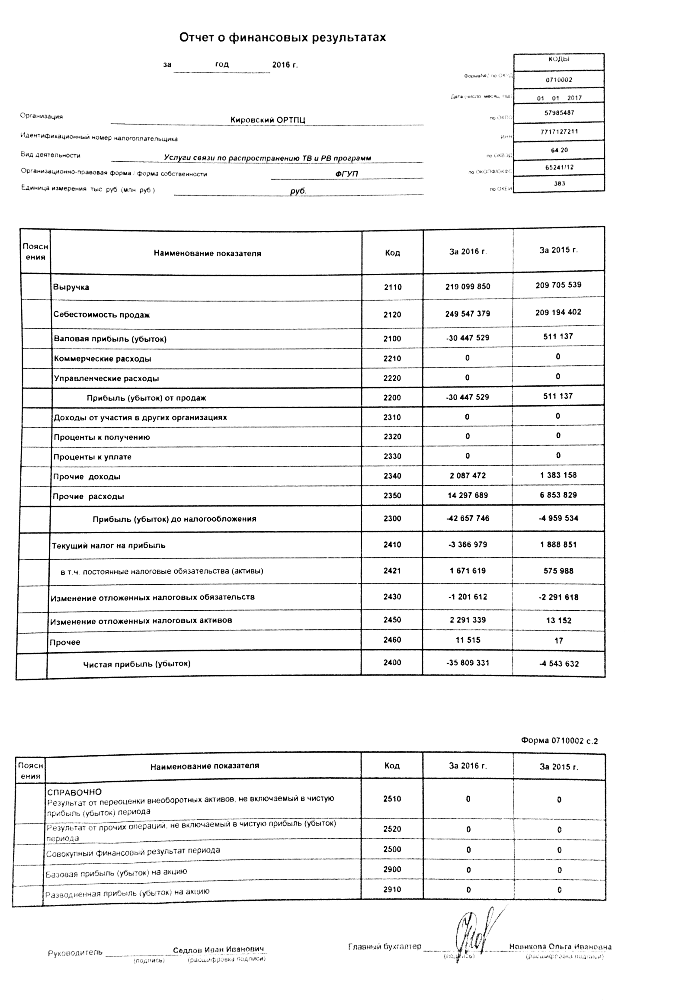 Отчет о финансовых результатах
за год 2016 г.
КОДЫ
Форма№2 по ОКУД 0710002
Дата (число месяц год) 01 01 2017
Организация Кировский ОРТПЦ по ОКПО 57985487
Идентификационный номер налогоплательщика ИНН 7717127211
Вид деятельности Услуги связи по распространению ТВ и РВ программ по ОКВЭД 64 20
Организационно-правовая форма / форма собственности ФГУП по ОКОПФ/ОКФС 65241/12
Единица измерения тыс руб (млн руб ) руб. по ОКЕИ 383
Поясн
ения Наименование показателя Код За 2016 г. За 2015 г.
Выручка 2110 219 099 850 209 705 539
Себестоимость продаж 2120 249 547 379 209 194 402
Валовая прибыль (убыток) 2100 -30 447 529 511 137
Коммерческие расходы 2210 0 0
Управленческие расходы 2220 0 0
Прибыль (убыток) от продаж 2200 -30 447 529 511 137
Доходы от участия в других организациях 2310 0 0
Проценты к получению 2320 0 0
Проценты к уплате 2330 0 0
Прочие доходы 2340 2 087 472 1 383 158
Прочие расходы 2350 14 297 689 6 853 829
Прибыль (убыток) до налогообложения 2300 -42 657 746 -4 959 534
Текущий налог на прибыль 2410 -3 366 979 1 888 851
в т.ч. постоянные налоговые обязательства (активы) 2421 1 671 619 575 988
Изменение отложенных налоговых обязательств 2430 -1 201 612 -2 291 618
Изменение отложенных налоговых активов 2450 2 291 339 13 152
Прочее 2460 11 515 17
Чистая прибыль (убыток) 2400 -35 809 331 -4 543 632
Форма 0710002 с.2
Поясн
ения Наименование показателя Код За 2016 г. За 2015 г.
СПРАВОЧНО
Результат от переоценки внеоборотных активов, не включаемый в чистую 2510 0 0
прибыль (убыток) периода
Результат от прочих операций, не включаемый в чистую прибыль (убыток) 2520 0 0
периода
Совокупный финансовый результат периода 2500 0 0
Базовая прибыль (убыток) на акцию 2900 0 0
Разводненная прибыль (убыток) на акцию 2910 0 0
Руководитель Седлов Иван Иванович Главный бухгалтер Новикова Ольга Ивановна
(подпись) (расшифровка подписи) (подпись) (расшифровка подписи)